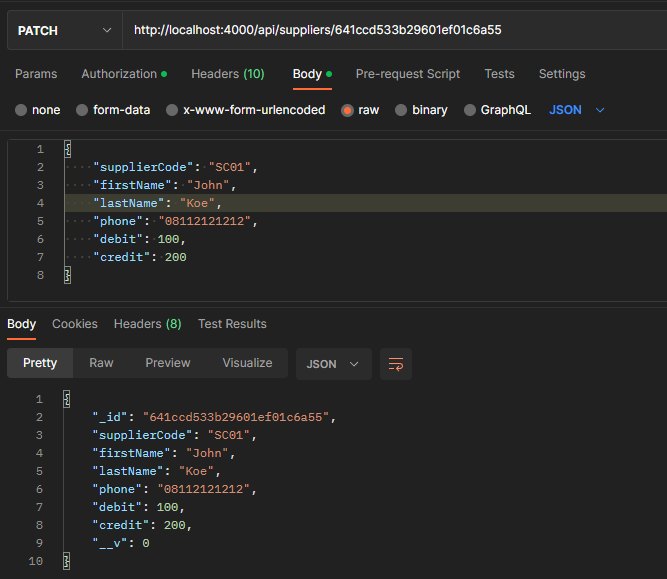 PATCH http://localhost:4000/api/suppliers/641ccd533b29601ef01c6a55
Params Authorization Headers (10) Body Pre-request Script Tests Settings
none form-data x-www-form-urlencoded raw binary GraphQL JSON
1 {
2 "supplierCode": "SC01",
3 "firstName": "John",
4 "lastName": "Koe",
5 "phone": "08112121212",
6 "debit": 100,
7 "credit": 200
8 }
Body Cookies Headers (8) Test Results
Pretty Raw Preview Visualize JSON
1 {
2 "_id": "641ccd533b29601ef01c6a55",
3 "supplierCode": "SC01",
4 "firstName": "John",
5 "lastName": "Koe",
6 "phone": "08112121212",
7 "debit": 100,
8 "credit": 200,
9 "__v": 0
10 }